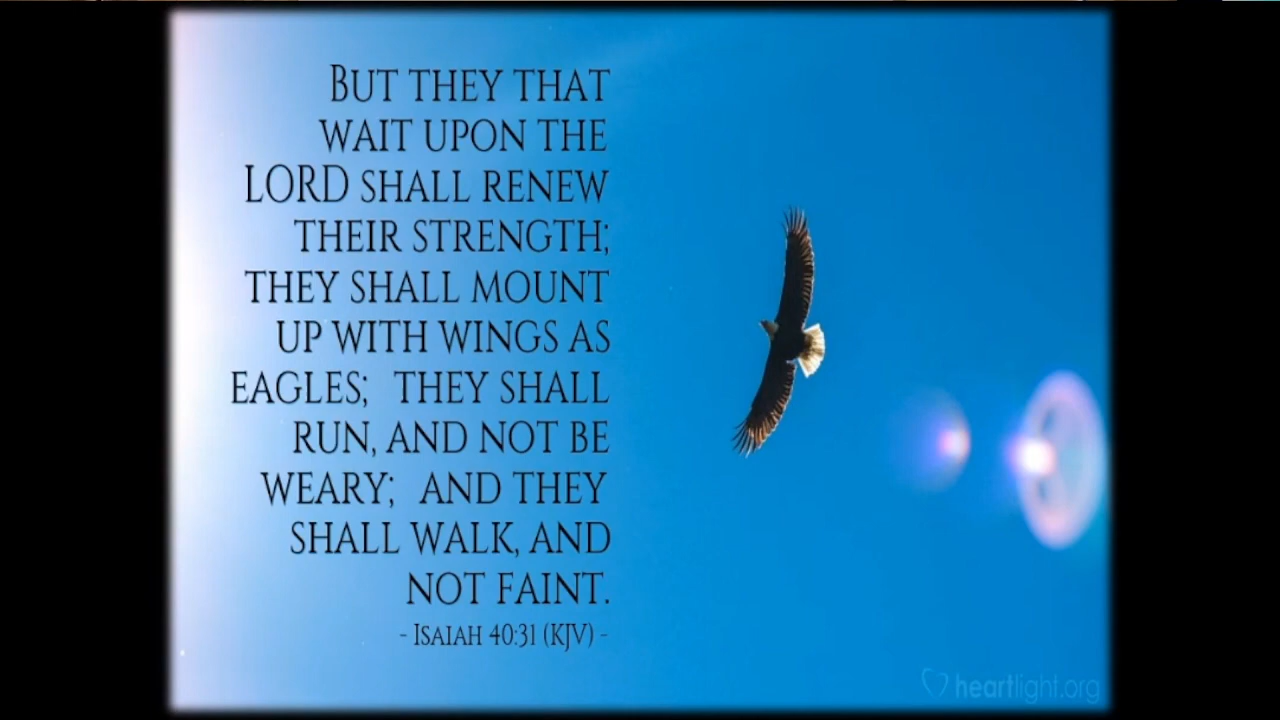 BUT THEY THAT
WAIT UPON THE
LORD SHALL RENEW
THEIR STRENGTH;
THEY SHALL MOUNT
UP WITH WINGS AS
EAGLES; THEY SHALL
RUN, AND NOT BE
WEARY; AND THEY
SHALL WALK, AND
NOT FAINT.
- ISAIAH 40:31 (KJV) -
heartlight.org